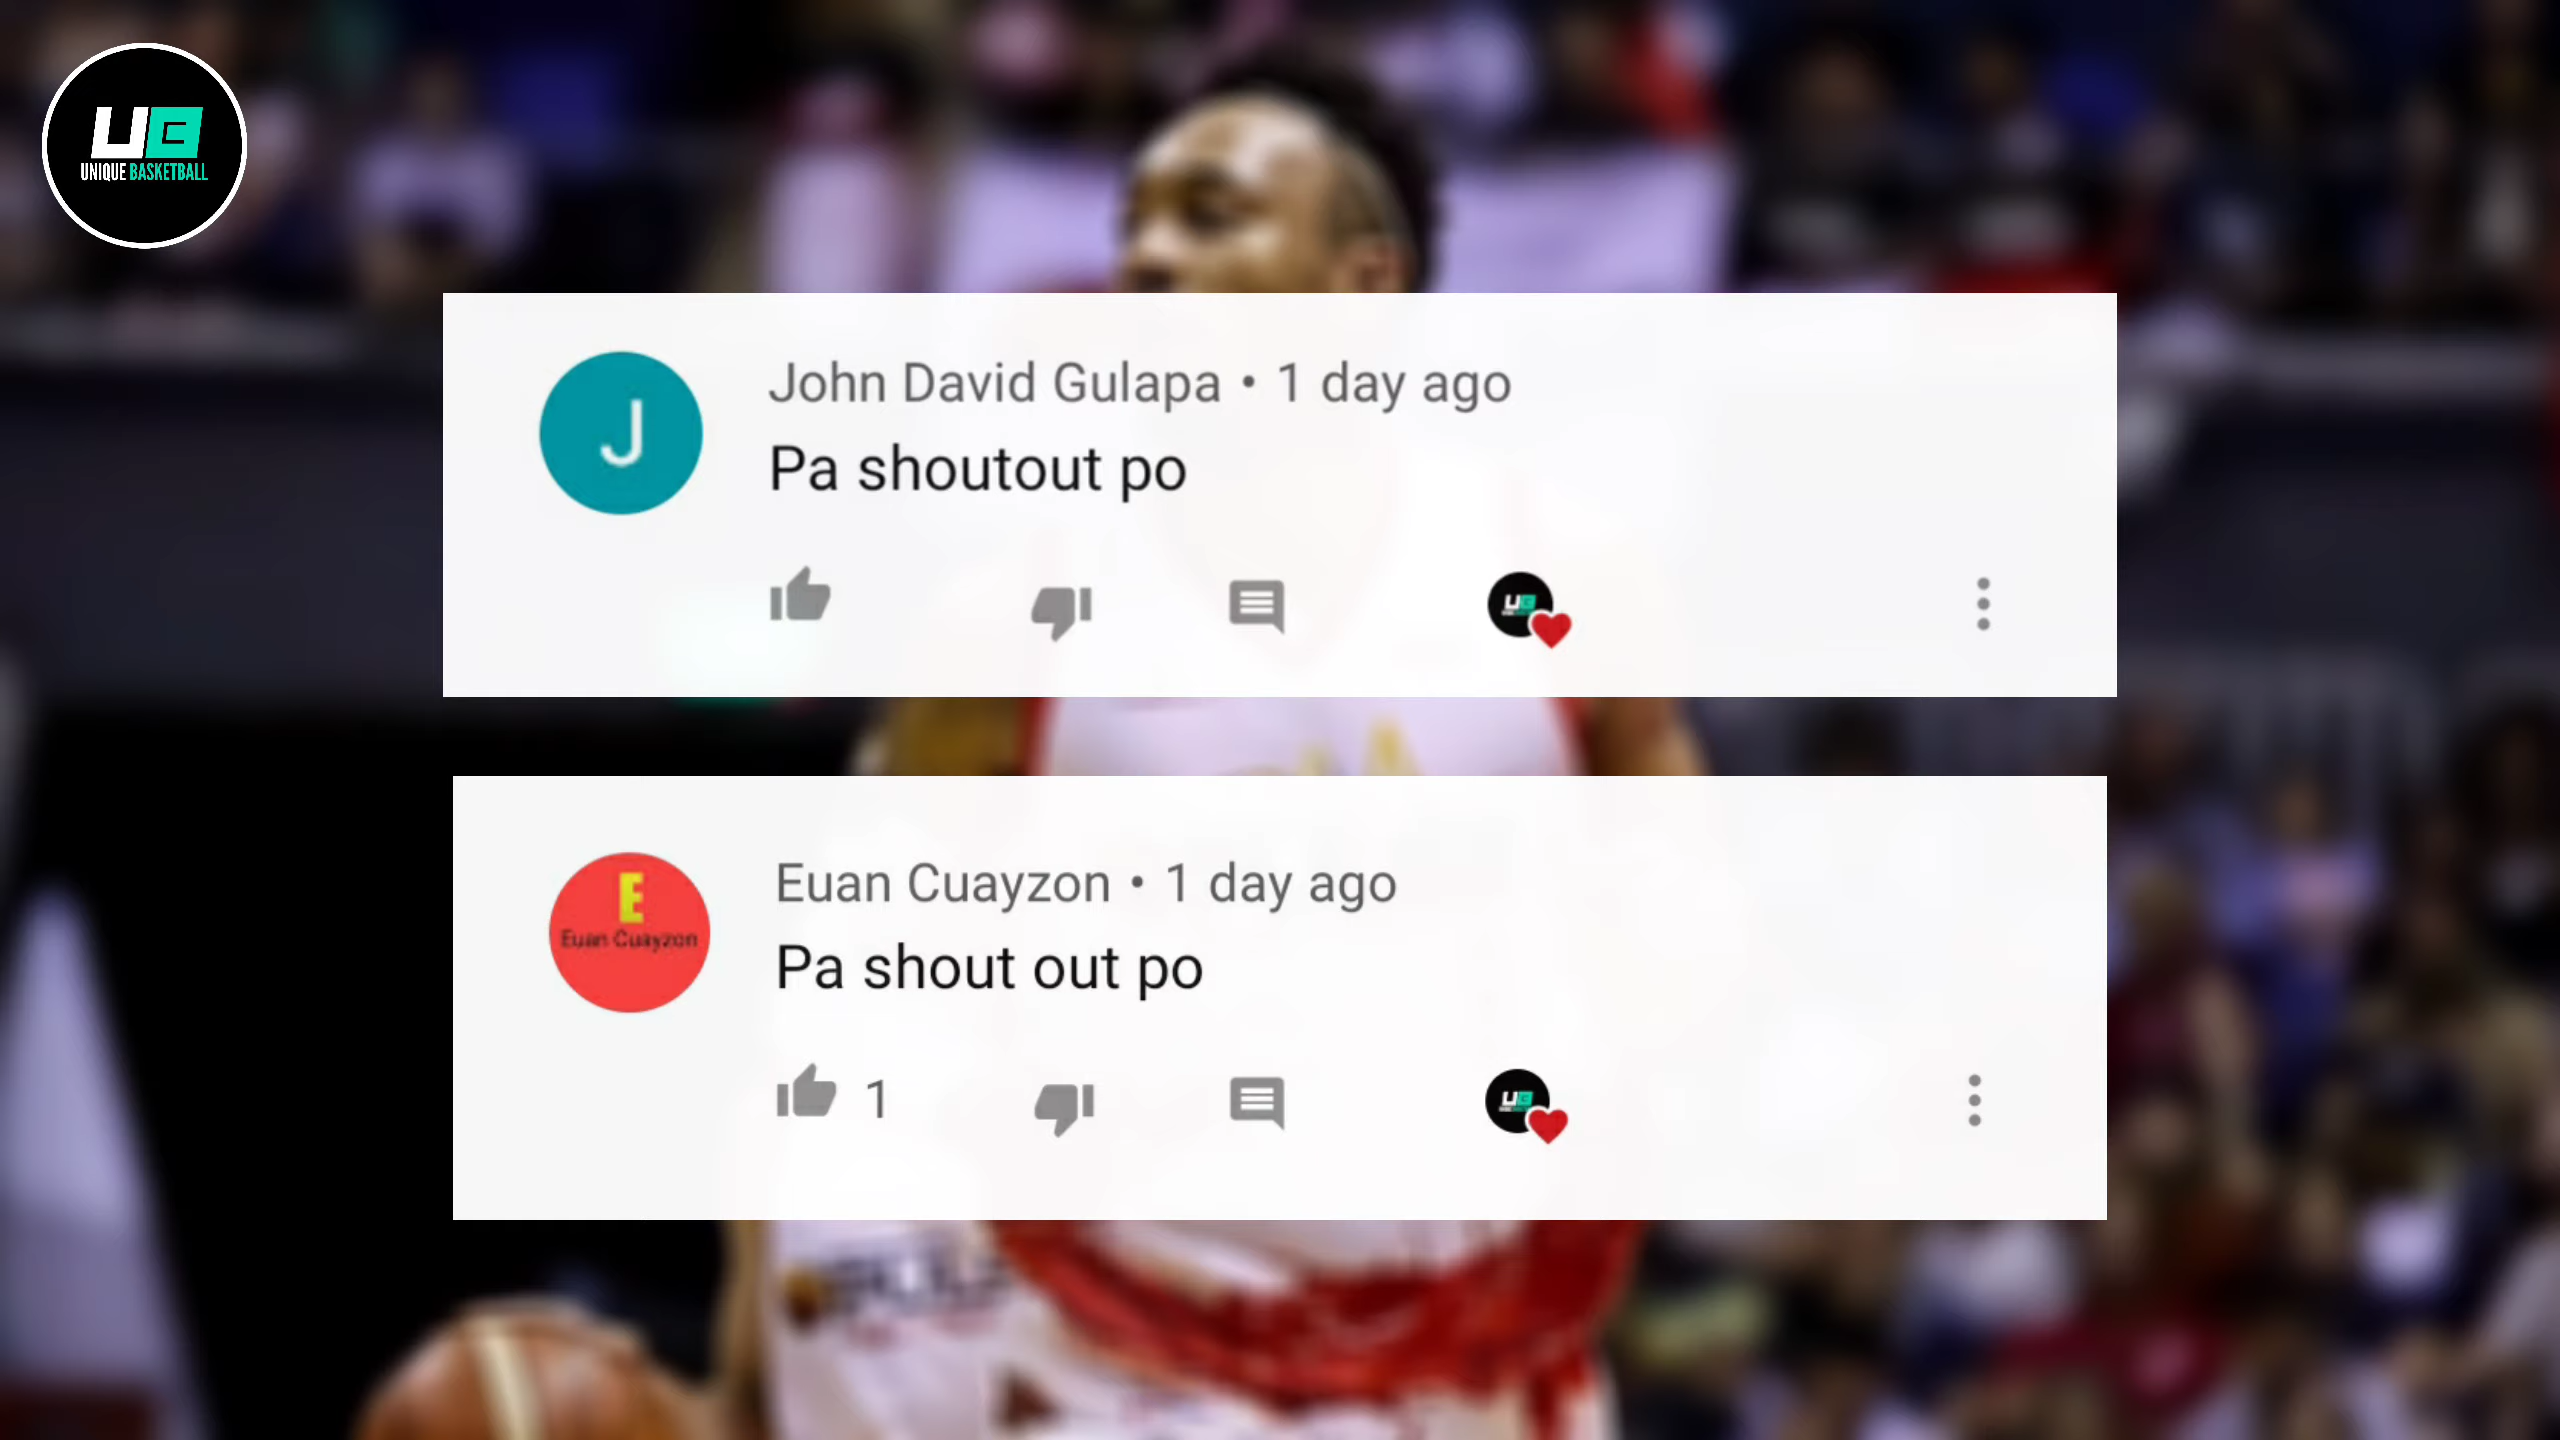 UB
UNIQUE BASKETBALL
J
John David Gulapa • 1 day ago
Pa shoutout po
E
Euan Cuayzon
Euan Cuayzon • 1 day ago
Pa shout out po
1